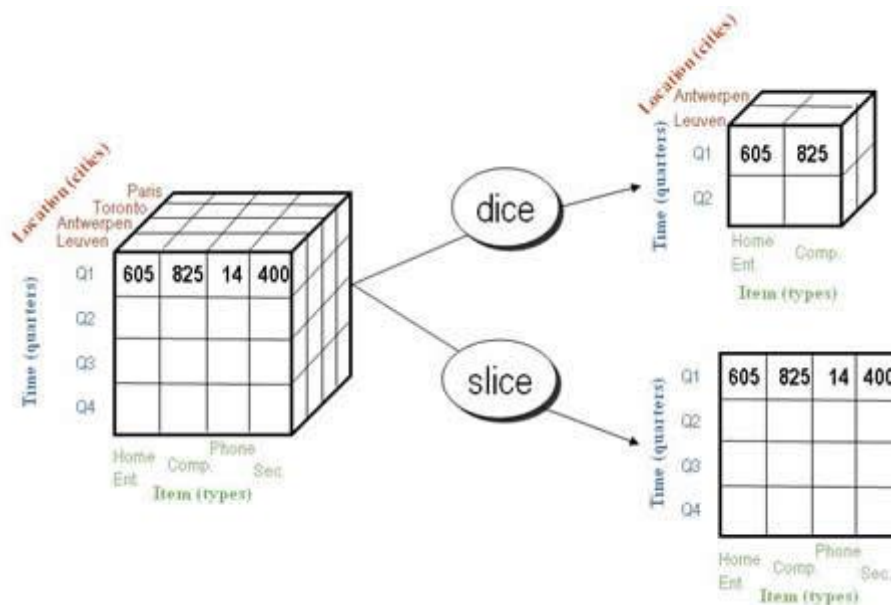 Location (cities)
Paris
Toronto
Antwerpen
Leuven
Time (quarters)
Q1
605 825 14 400
Q2
Q3
Q4
Home Ent.
Comp.
Phone
Sec.
Item (types)
dice
slice
Location (cities)
Antwerpen
Leuven
Time (quarters)
Q1
605 825
Q2
Home Ent.
Comp.
Item (types)
Time (quarters)
Q1
605 825 14 400
Q2
Q3
Q4
Home Ent.
Comp.
Phone
Sec.
Item (types)